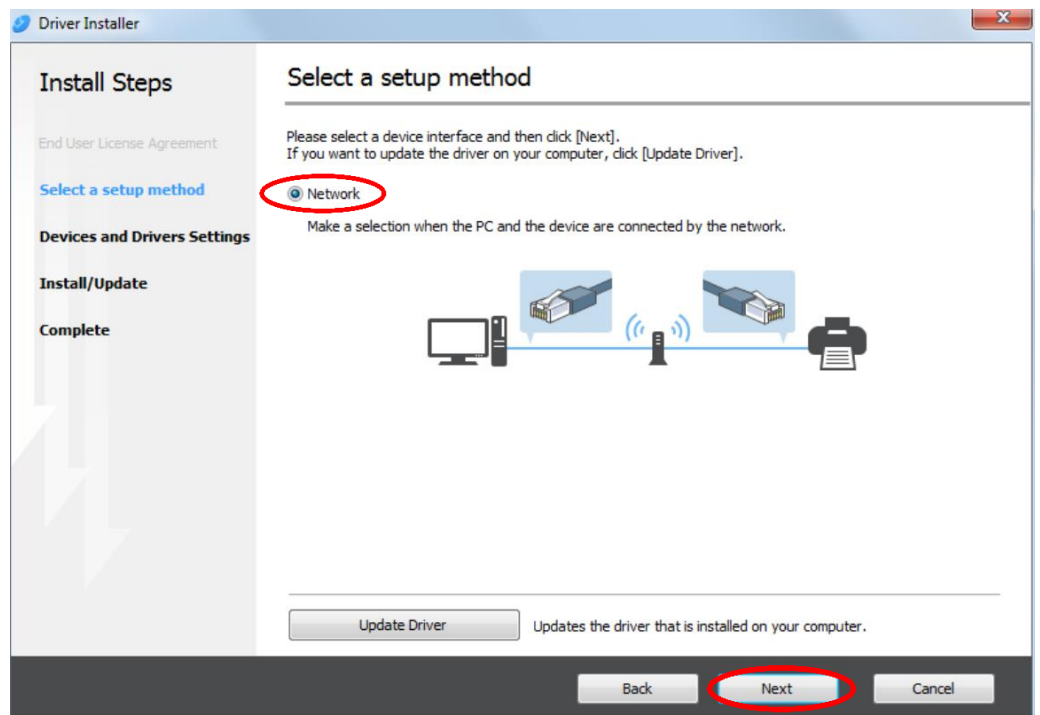 Driver Installer
Install Steps
End User License Agreement
Select a setup method
Devices and Drivers Settings
Install/Update
Complete
Select a setup method
Please select a device interface and then click [Next].
If you want to update the driver on your computer, click [Update Driver].
Network
Make a selection when the PC and the device are connected by the network.
Update Driver
Updates the driver that is installed on your computer.
Back
Next
Cancel